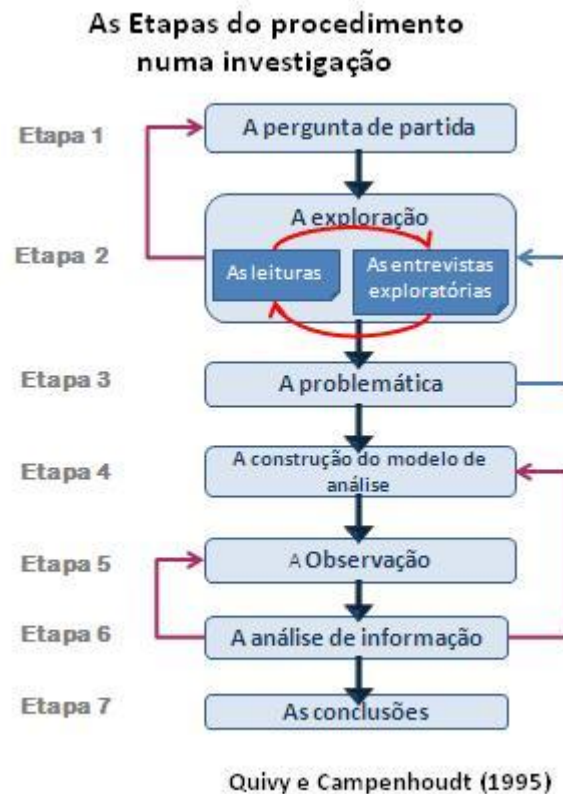 As Etapas do procedimento
numa investigação
Etapa 1
A pergunta de partida
A exploração
Etapa 2
As leituras
As entrevistas
exploratórias
Etapa 3
A problemática
Etapa 4
A construção do modelo de
análise
Etapa 5
A Observação
Etapa 6
A análise de informação
Etapa 7
As conclusões
Quivy e Campenhoudt (1995)